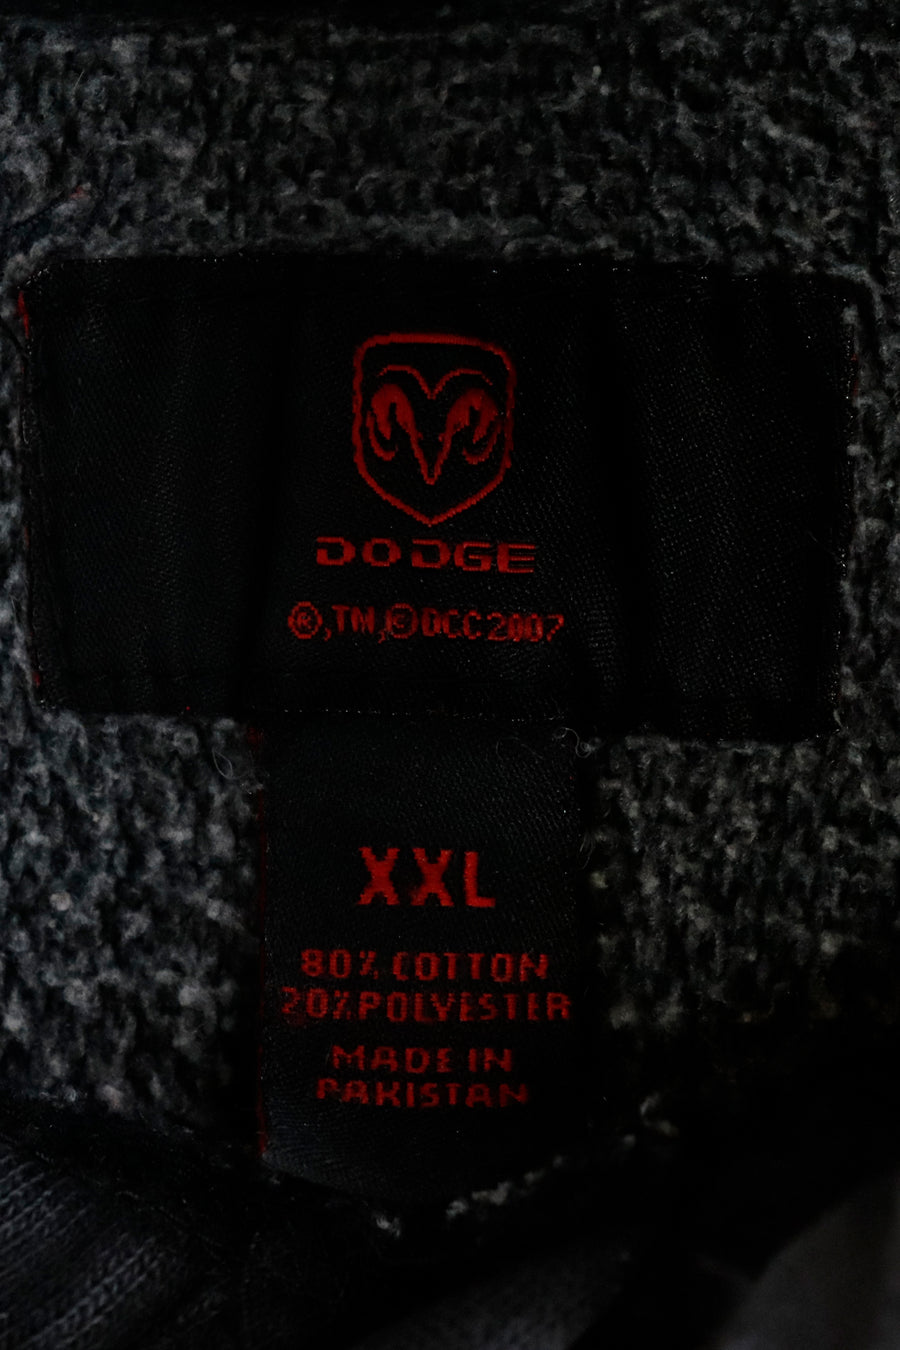 DODGE
®,TM,©DCC2007
XXL
80% COTTON
20%POLYESTER
MADE IN
PAKISTAN